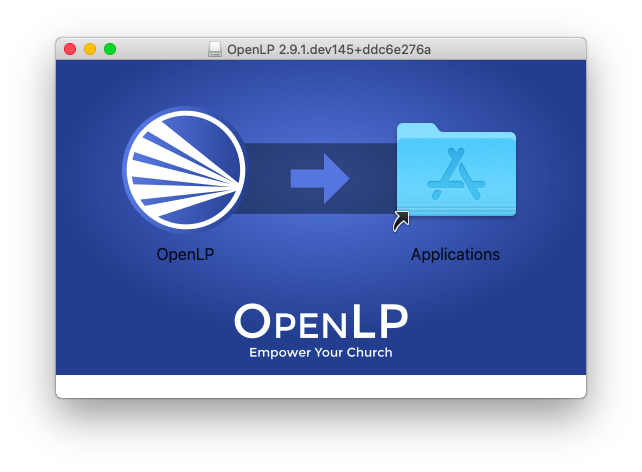 OpenLP 2.9.1.dev145+ddc6e276a
OpenLP
Applications
OpenLP
Empower Your Church